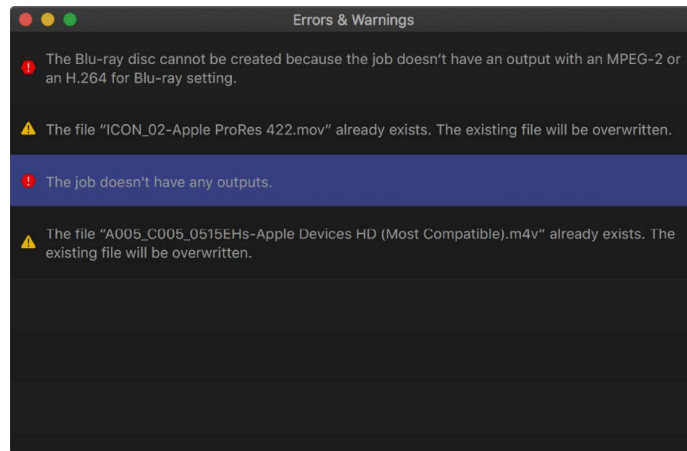 Errors & Warnings
The Blu-ray disc cannot be created because the job doesn’t have an output with an MPEG-2 or
an H.264 for Blu-ray setting.
The file “ICON_02-Apple ProRes 422.mov” already exists. The existing file will be overwritten.
The job doesn't have any outputs.
The file “A005_C005_0515EHs-Apple Devices HD (Most Compatible).m4v” already exists. The
existing file will be overwritten.